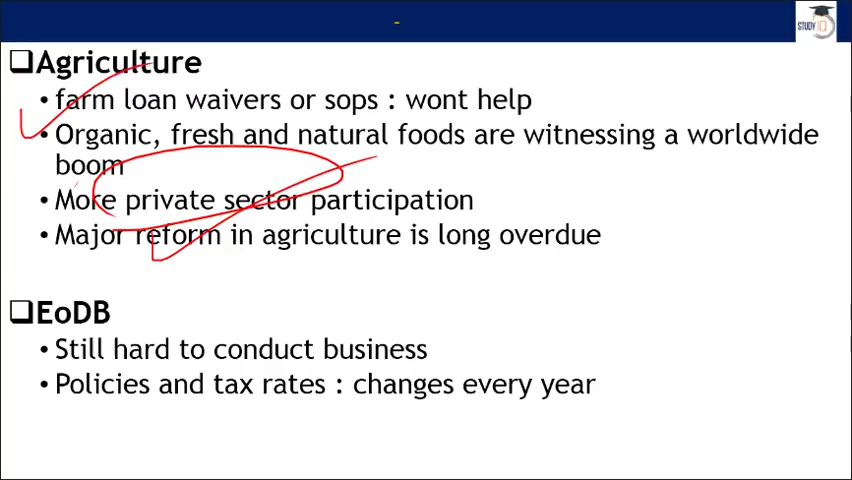 -
STUDY IQ
❑Agriculture
• farm loan waivers or sops : wont help
• Organic, fresh and natural foods are witnessing a worldwide
boom
• More private sector participation
• Major reform in agriculture is long overdue
❑EoDB
• Still hard to conduct business
• Policies and tax rates : changes every year